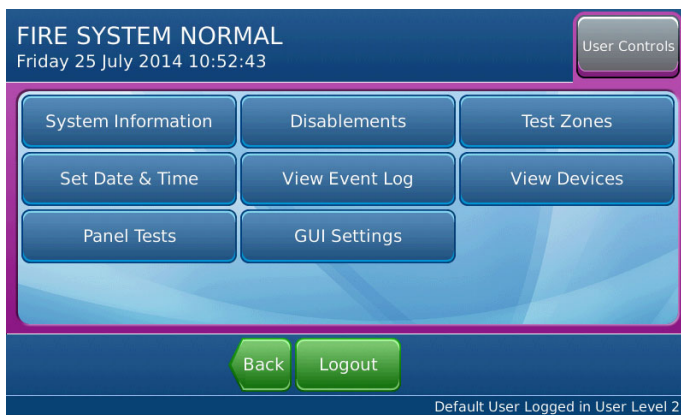 FIRE SYSTEM NORMAL
Friday 25 July 2014 10:52:43
User Controls
System Information
Disablements
Test Zones
Set Date & Time
View Event Log
View Devices
Panel Tests
GUI Settings
Back
Logout
Default User Logged in User Level 2